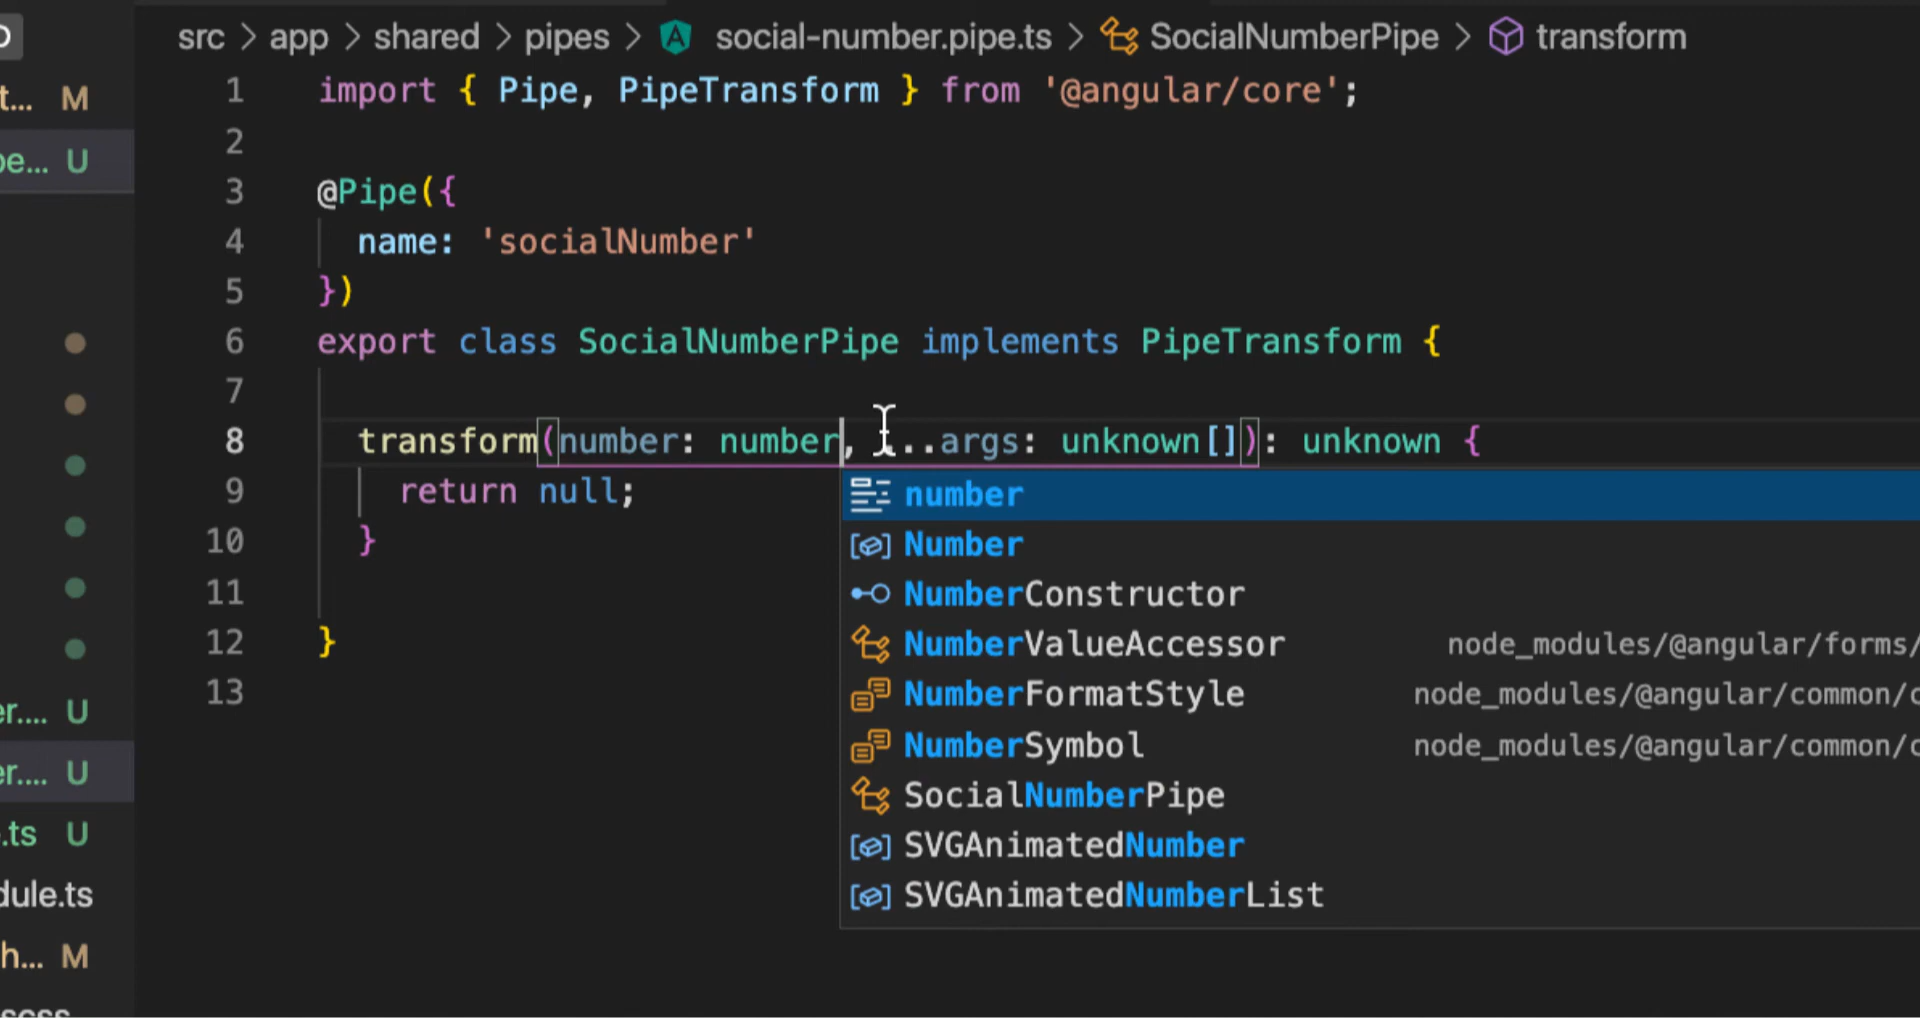 src > app > shared > pipes > social-number.pipe.ts > SocialNumberPipe > transform
t... M
pe... U
er.... U
er.... U
.ts U
dule.ts
h... M
1 import { Pipe, PipeTransform } from '@angular/core';
2
3 @Pipe({
4 name: 'socialNumber'
5 })
6 export class SocialNumberPipe implements PipeTransform {
7
8 transform(number: number, ...args: unknown[]): unknown {
9 return null;
10 }
11
12 }
13
number
Number
NumberConstructor
NumberValueAccessor node_modules/@angular/forms/
NumberFormatStyle node_modules/@angular/common/c
NumberSymbol node_modules/@angular/common/c
SocialNumberPipe
SVGAnimatedNumber
SVGAnimatedNumberList